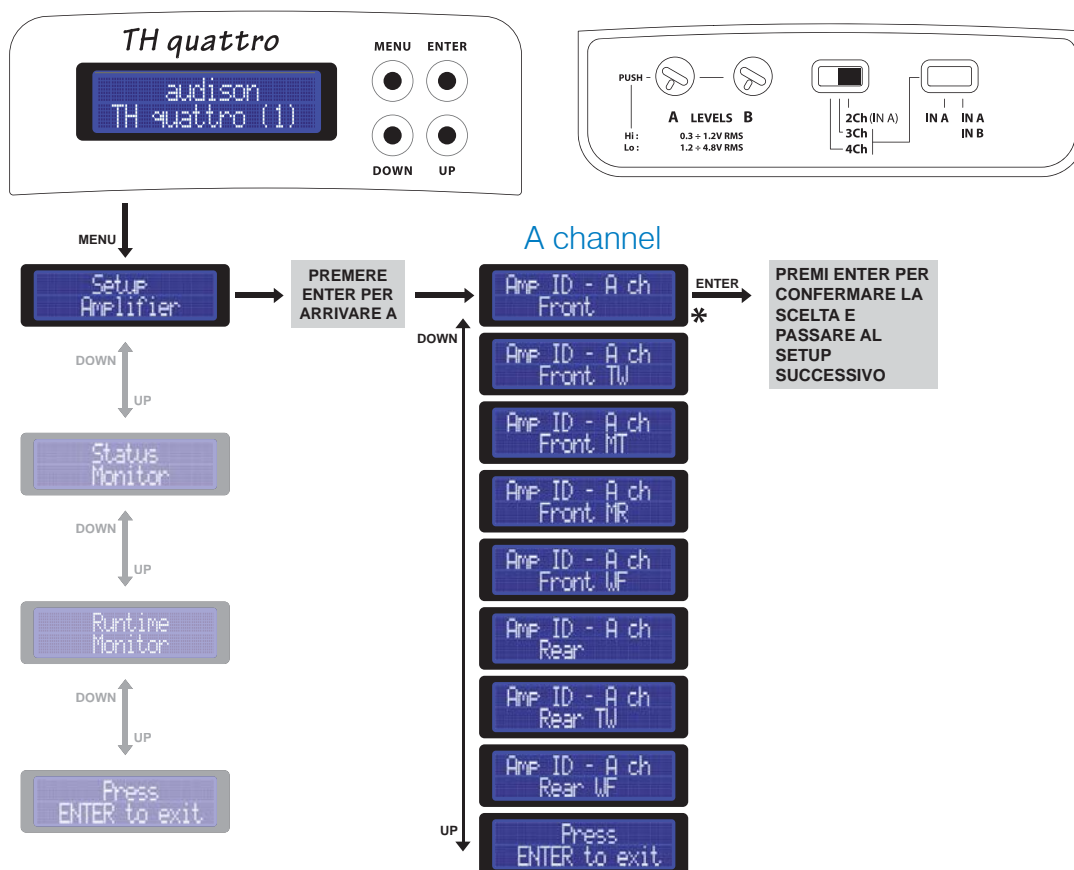 TH quattro
audison
TH quattro (1)
MENU ENTER
DOWN UP
PUSH
A LEVELS B
Hi : 0.3 ÷ 1.2V RMS
Lo : 1.2 ÷ 4.8V RMS
2Ch (IN A)
3Ch
4Ch
IN A IN A
IN B
MENU
Setup
Amplifier
DOWN
UP
Status
Monitor
DOWN
UP
Runtime
Monitor
DOWN
UP
Press
ENTER to exit
PREMERE
ENTER PER
ARRIVARE A
A channel
Amp ID - A ch
Front
ENTER
*
DOWN
Amp ID - A ch
Front TW
Amp ID - A ch
Front MT
Amp ID - A ch
Front MR
Amp ID - A ch
Front WF
Amp ID - A ch
Rear
Amp ID - A ch
Rear TW
Amp ID - A ch
Rear WF
UP
Press
ENTER to exit
PREMI ENTER PER
CONFERMARE LA
SCELTA E
PASSARE AL
SETUP
SUCCESSIVO